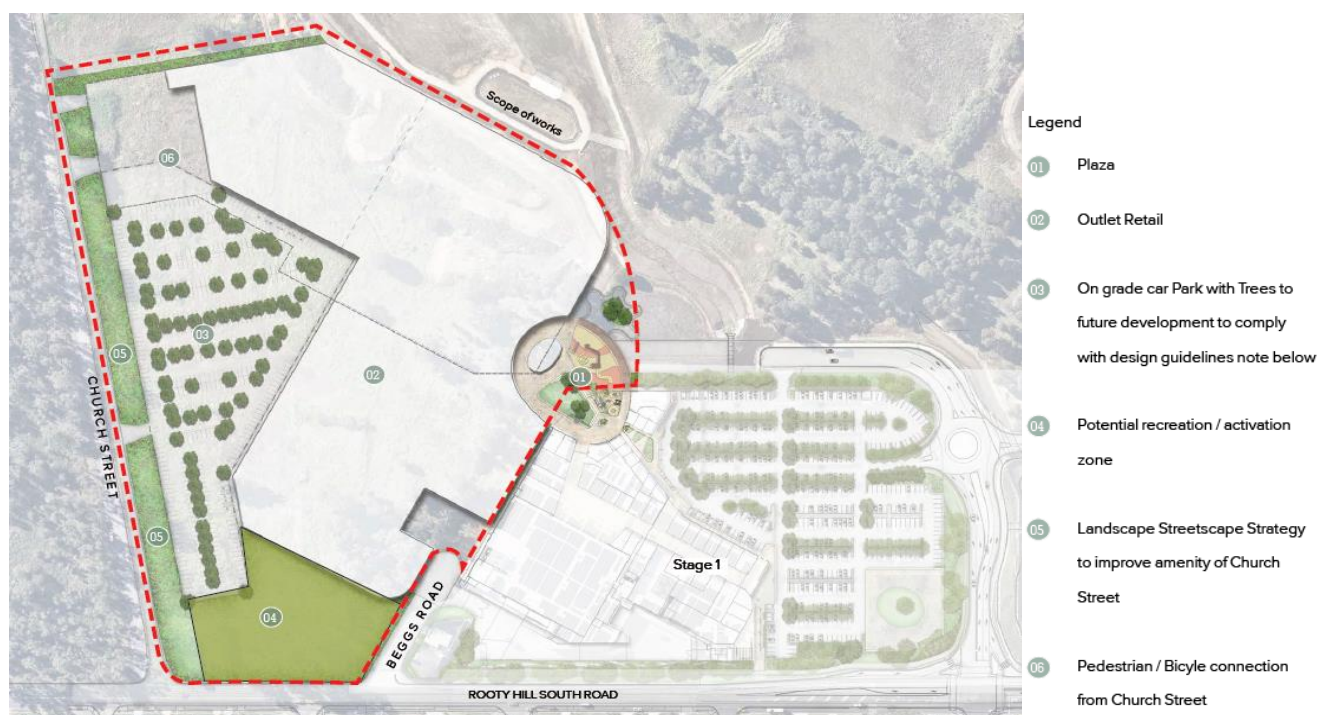 Scope of works
06
03
05
02
01
CHURCH STREET
05
Stage 1
04
BEGGS ROAD
ROOTY HILL SOUTH ROAD
Legend
01 Plaza
02 Outlet Retail
03 On grade car Park with Trees to
future development to comply
with design guidelines note below
04 Potential recreation / activation
zone
05 Landscape Streetscape Strategy
to improve amenity of Church
Street
06 Pedestrian / Bicyle connection
from Church Street